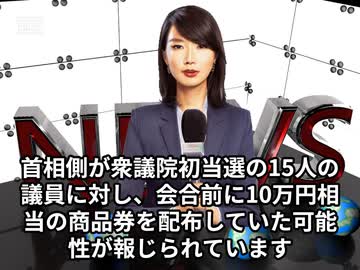 NEWS
首相側が衆議院初当選の15人の
議員に対し、会合前に10万円相
当の商品券を配布していた可能
性が報じられています